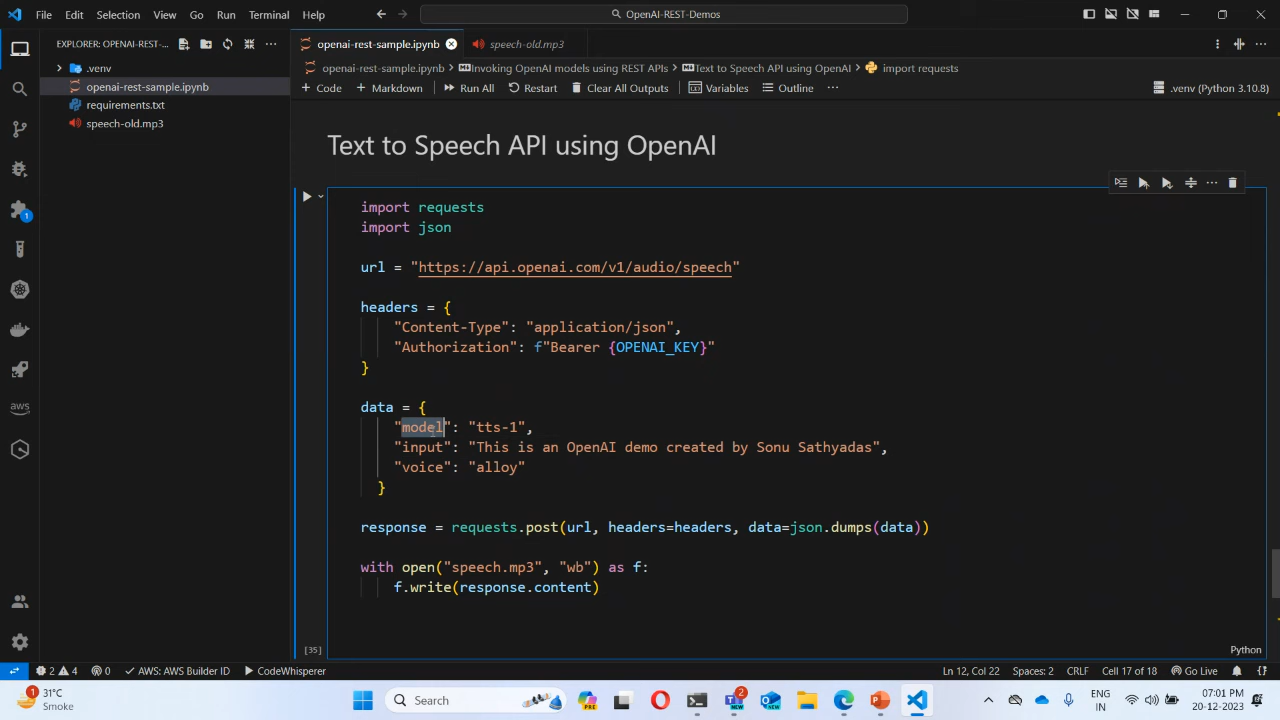 File Edit Selection View Go Run Terminal Help
OpenAI-REST-Demos
EXPLORER: OPENAI-REST-...
openai-rest-sample.ipynb
speech-old.mp3
.venv
openai-rest-sample.ipynb
requirements.txt
speech-old.mp3
openai-rest-sample.ipynb > Invoking OpenAI models using REST APIs > Text to Speech API using OpenAI > import requests
+ Code + Markdown Run All Restart Clear All Outputs Variables Outline ...
.venv (Python 3.10.8)
Text to Speech API using OpenAI
import requests
import json
url = "https://api.openai.com/v1/audio/speech"
headers = {
"Content-Type": "application/json",
"Authorization": f"Bearer {OPENAI_KEY}"
}
data = {
"model": "tts-1",
"input": "This is an OpenAI demo created by Sonu Sathyadas",
"voice": "alloy"
}
response = requests.post(url, headers=headers, data=json.dumps(data))
with open("speech.mp3", "wb") as f:
f.write(response.content)
[35]
Python
1
2 4 0 AWS: AWS Builder ID CodeWhisperer
Ln 12, Col 22 Spaces: 2 CRLF Cell 17 of 18 Go Live
1
31°C
Smoke
Search
PRE
2
NEW
NEW
ENG
IN
07:01 PM
20-12-2023
aws